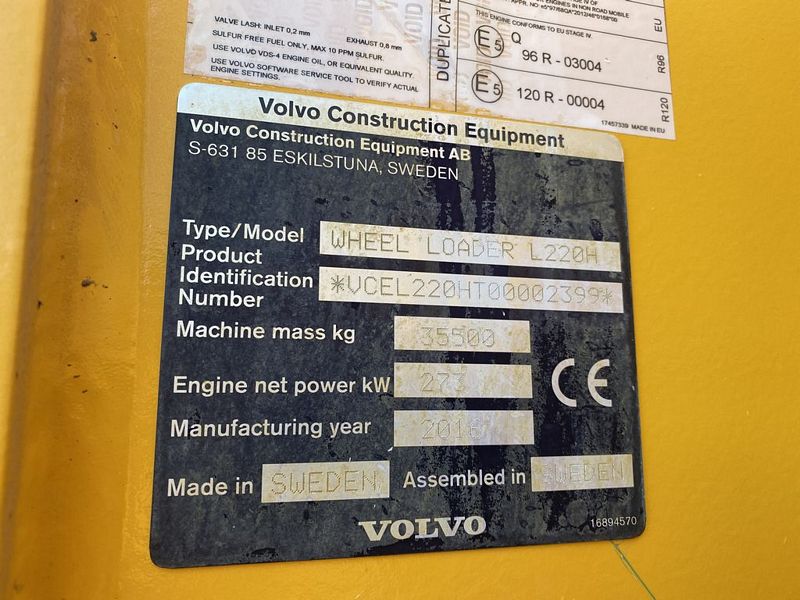 VALVE LASH: INLET 0,2 mm EXHAUST 0,6 mm
SULFUR FREE FUEL ONLY, MAX 10 PPM SULFUR.
USE VOLVO VDS-4 ENGINE OIL, OR EQUIVALENT QUALITY.
USE VOLVO SOFTWARE SERVICE TOOL TO VERIFY ACTUAL
ENGINE SETTINGS.
VOID
VOID
DUPLICATE
THIS ENGINE CONFORMS TO EU STAGE IV.
EU
E5
Q
96 R - 03004
R96
E5
120 R - 00004
R120
17457339 MADE IN EU
Volvo Construction Equipment
Volvo Construction Equipment AB
S-631 85 ESKILSTUNA, SWEDEN
Type/Model WHEEL LOADER L220H
Product
Identification
Number *VCEL220HT00002399*
Machine mass kg 35500
Engine net power kW 273
Manufacturing year 2016
CE
Made in SWEDEN Assembled in SWEDEN
VOLVO
16894570